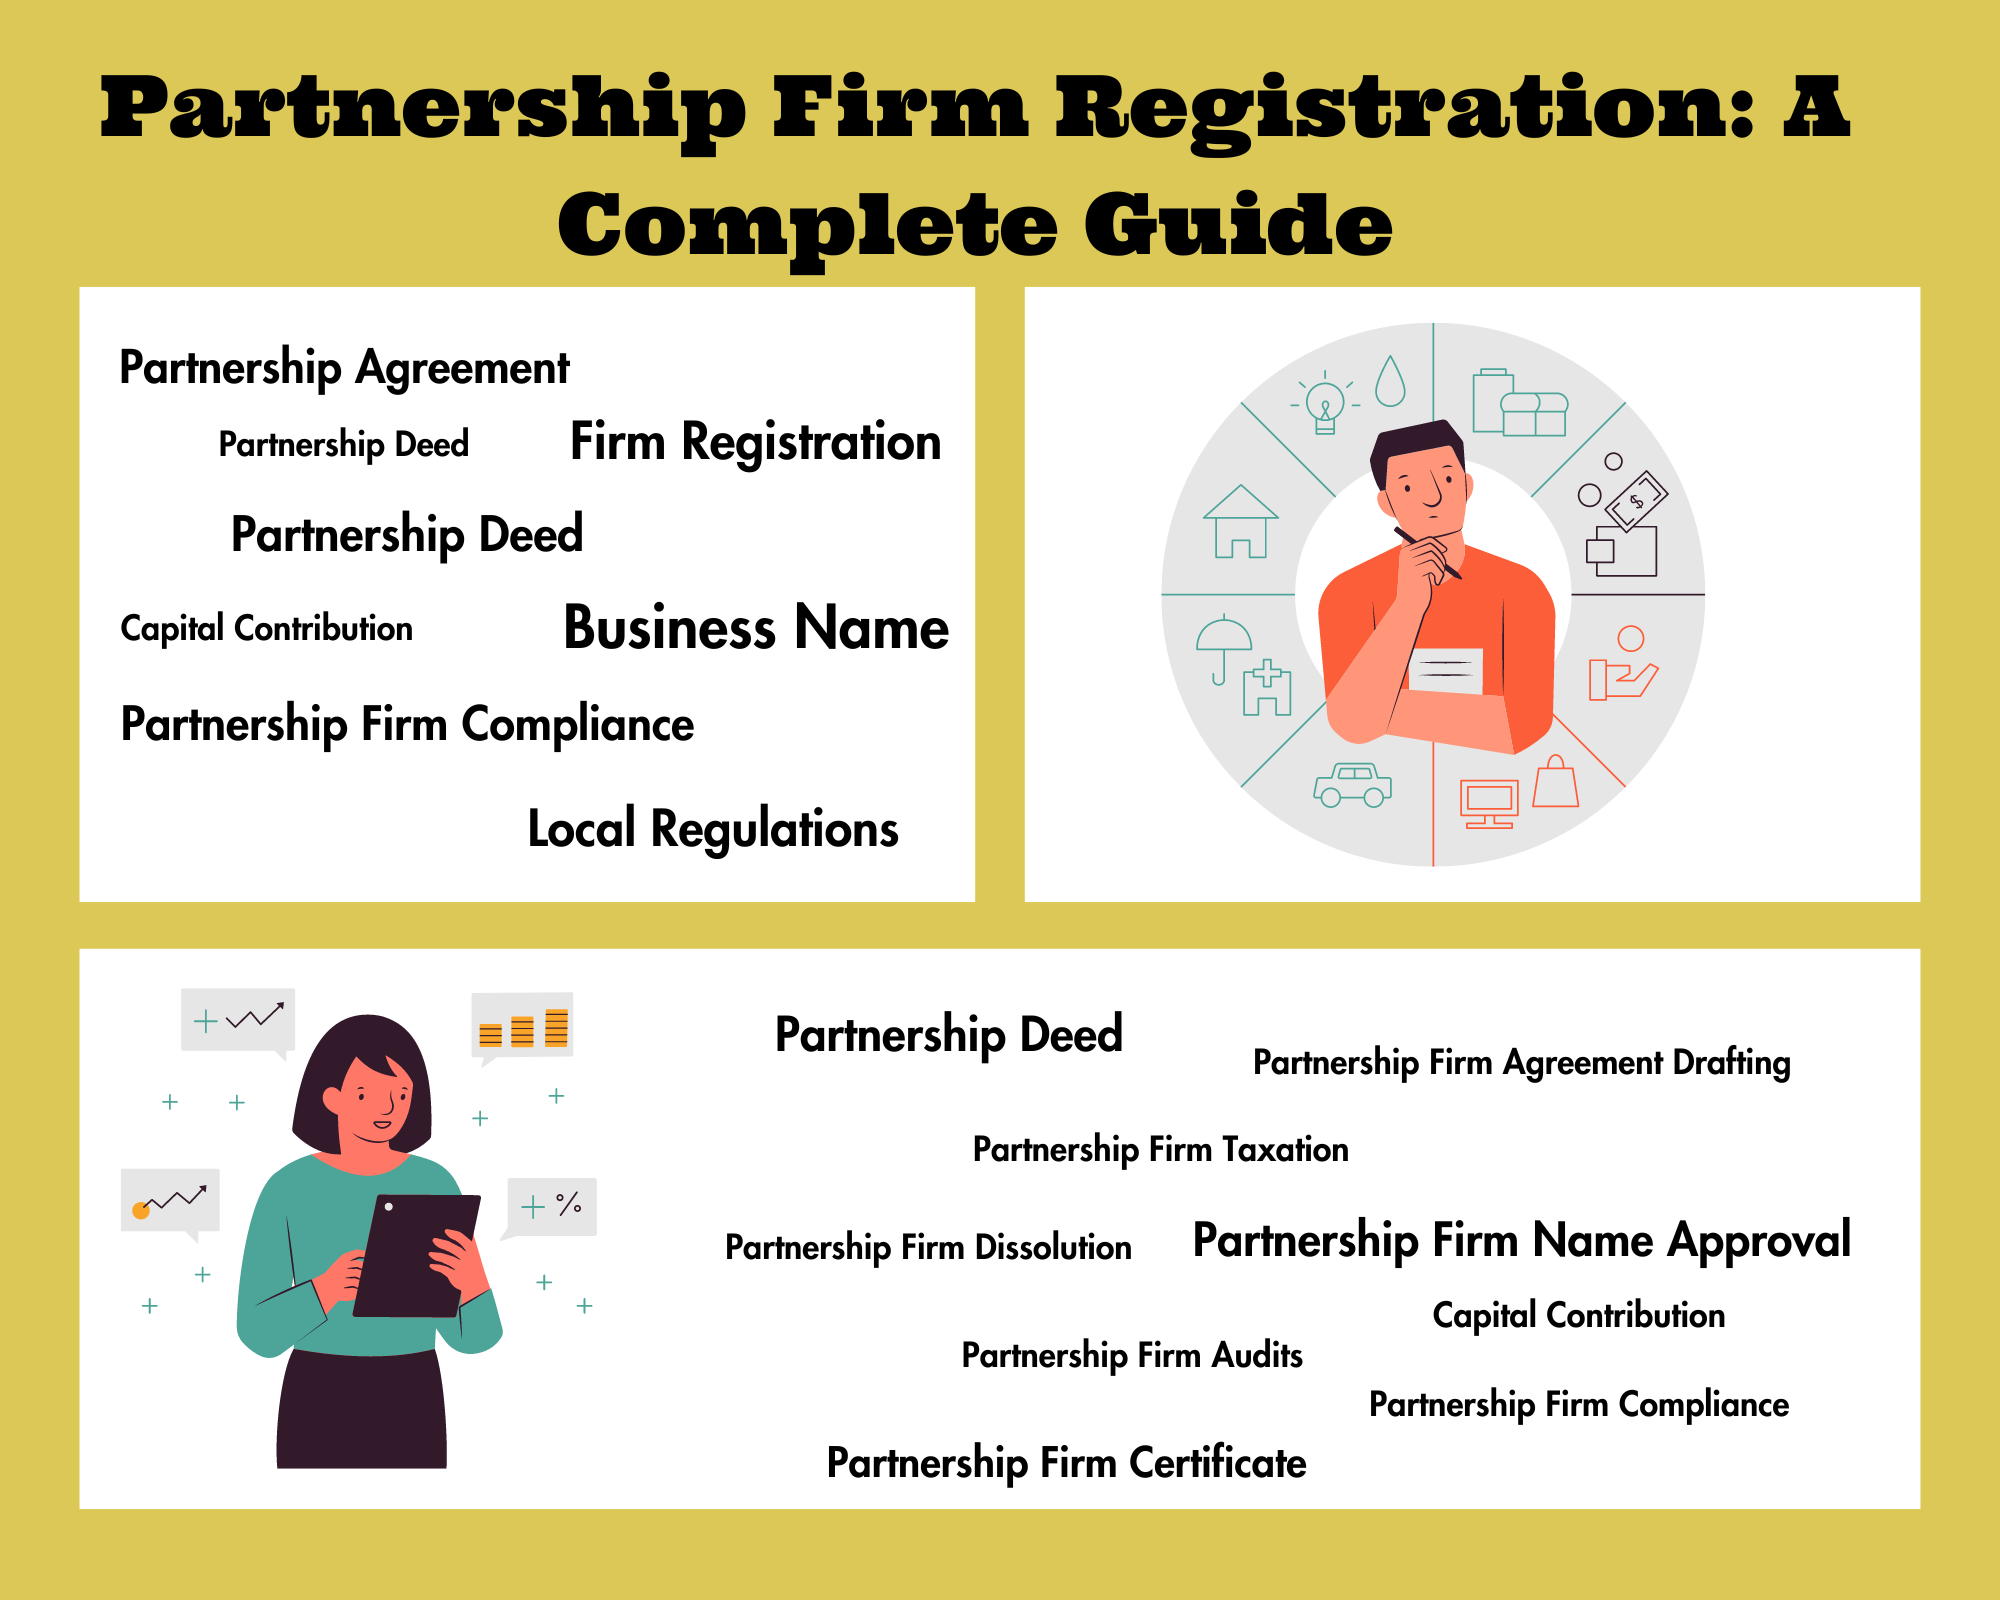 Partnership Firm Registration: A
Complete Guide
Partnership Agreement
Partnership Deed
Firm Registration
Partnership Deed
Capital Contribution
Business Name
Partnership Firm Compliance
Local Regulations
$
+
+ %
Partnership Deed
Partnership Firm Agreement Drafting
Partnership Firm Taxation
Partnership Firm Dissolution
Partnership Firm Name Approval
Capital Contribution
Partnership Firm Audits
Partnership Firm Compliance
Partnership Firm Certificate